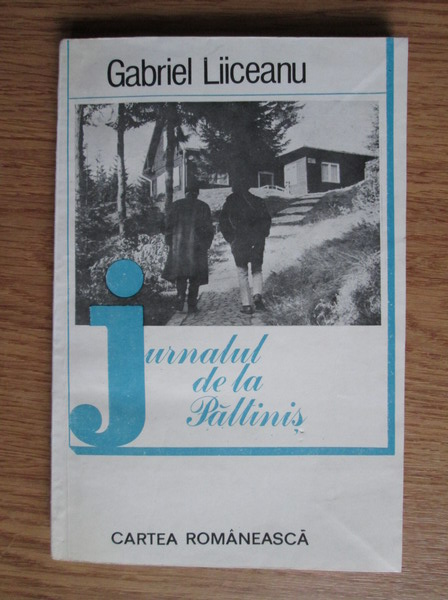 Gabriel Liiceanu
Jurnalul
de la
Păltiniș
CARTEA ROMÂNEASCĂ